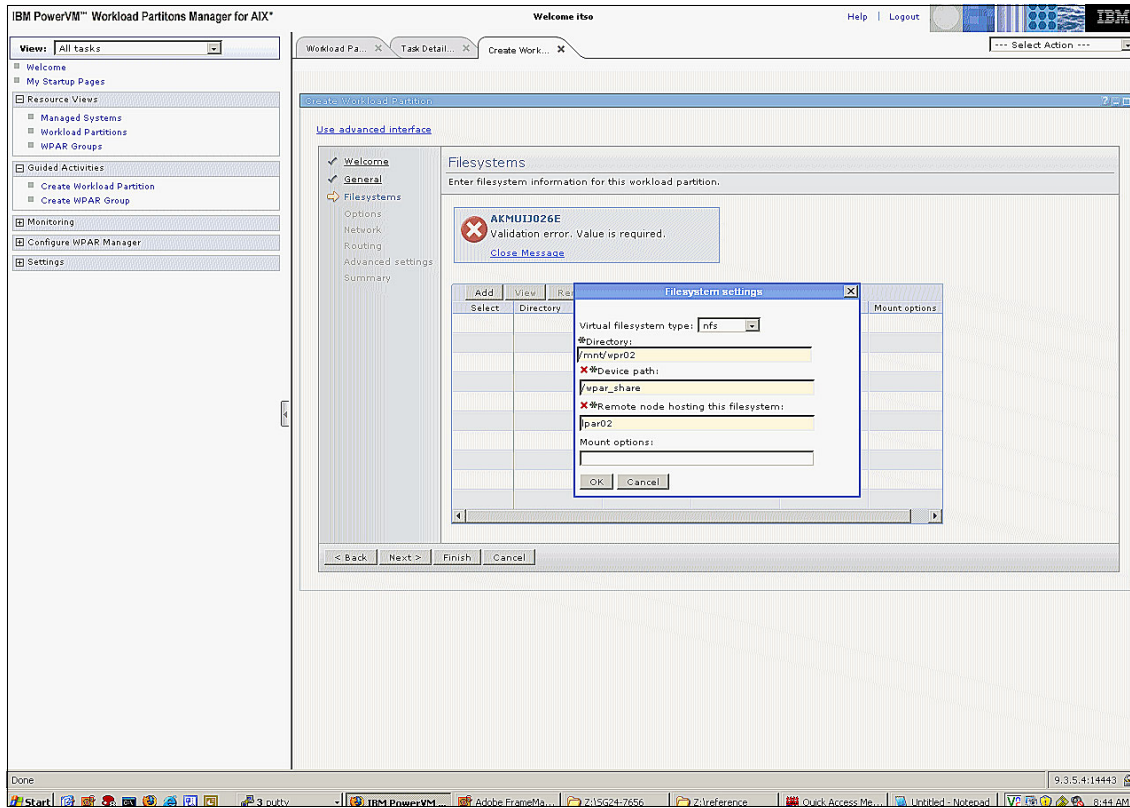 IBM PowerVM™ Workload Partitons Manager for AIX*
Welcome itso
Help | Logout
IBM
View: All tasks
Welcome
My Startup Pages
Resource Views
Managed Systems
Workload Partitions
WPAR Groups
Guided Activities
Create Workload Partition
Create WPAR Group
Monitoring
Configure WPAR Manager
Settings
Workload Pa... X
Task Detail... X
Create Work... X
--- Select Action ---
Create Workload Partition
Use advanced interface
Welcome
General
Filesystems
Options
Network
Routing
Advanced settings
Summary
Filesystems
Enter filesystem information for this workload partition.
AKMUIJ026E
Validation error. Value is required.
Close Message
Add View
Select Directory Mount options
Filesystem settings
Virtual filesystem type: nfs
*Directory:
/mnt/wpr02
*Device path:
/wpar_share
*Remote node hosting this filesystem:
lpar02
Mount options:
OK Cancel
< Back Next > Finish Cancel
Done
9.3.5.4:14443
Start
3 putty
IBM PowerVM ...
Adobe FrameMa...
Z:\SG24-7656
Z:\reference
Quick Access Me...
Untitled - Notepad
8:44 AM